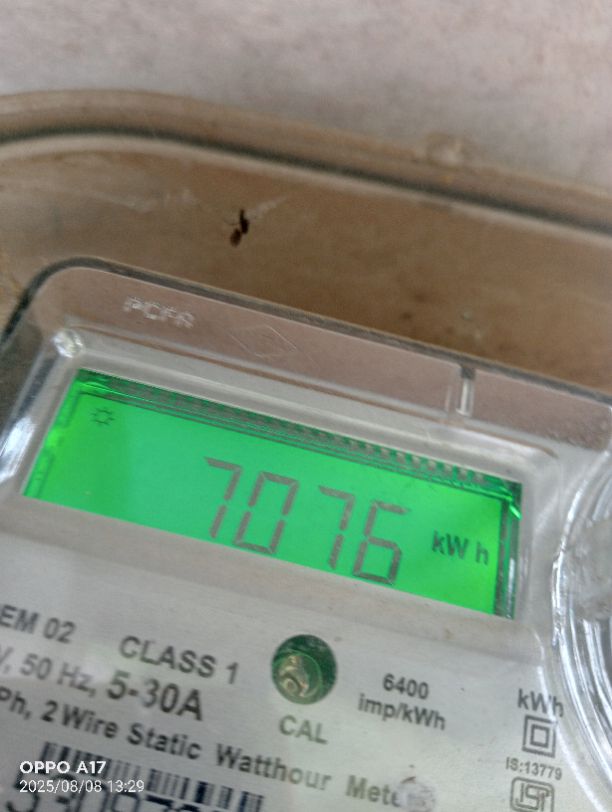 7076 kWh
EM 02 CLASS 1
V, 50 Hz, 5-30A
6400
imp/kWh
kWh
Ph, 2 Wire Static Watthour Meter
CAL
IS:13779
OPPO A17
2025/08/08 13:29